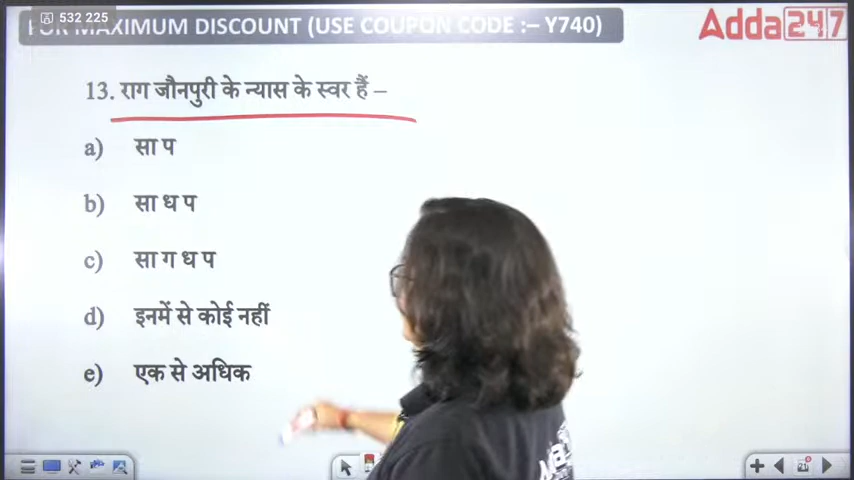 532 225
FOR MAXIMUM DISCOUNT (USE COUPON CODE :– Y740)
Adda247
13. राग जौनपुरी के न्यास के स्वर हैं –
a) सा प
b) सा ध प
c) सा ग ध प
d) इनमें से कोई नहीं
e) एक से अधिक